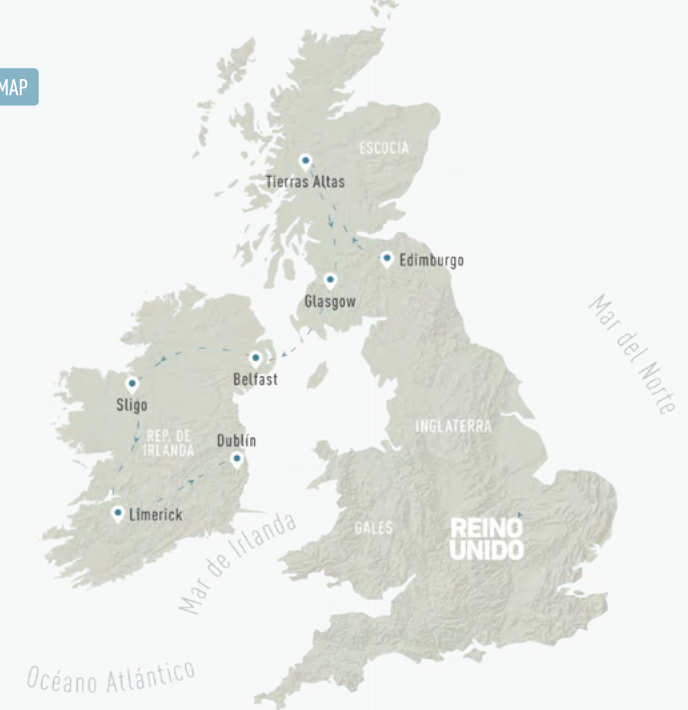 MAP
ESCOCIA
Tierras Altas
Edimburgo
Glasgow
Mar del Norte
Belfast
Sligo
INGLATERRA
REP. DE
IRLANDA
Dublín
Limerick
Mar de Irlanda
GALES
REINO
UNIDO
Océano Atlántico